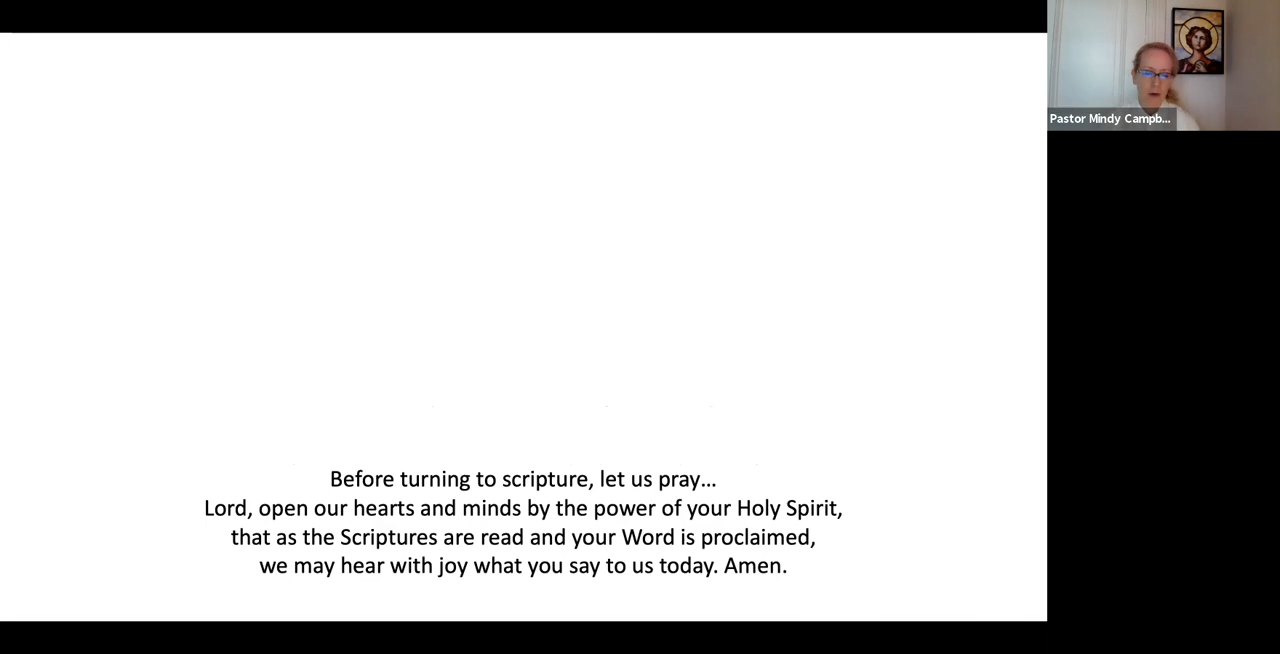 Pastor Mindy Campb...
Before turning to scripture, let us pray...
Lord, open our hearts and minds by the power of your Holy Spirit,
that as the Scriptures are read and your Word is proclaimed,
we may hear with joy what you say to us today. Amen.